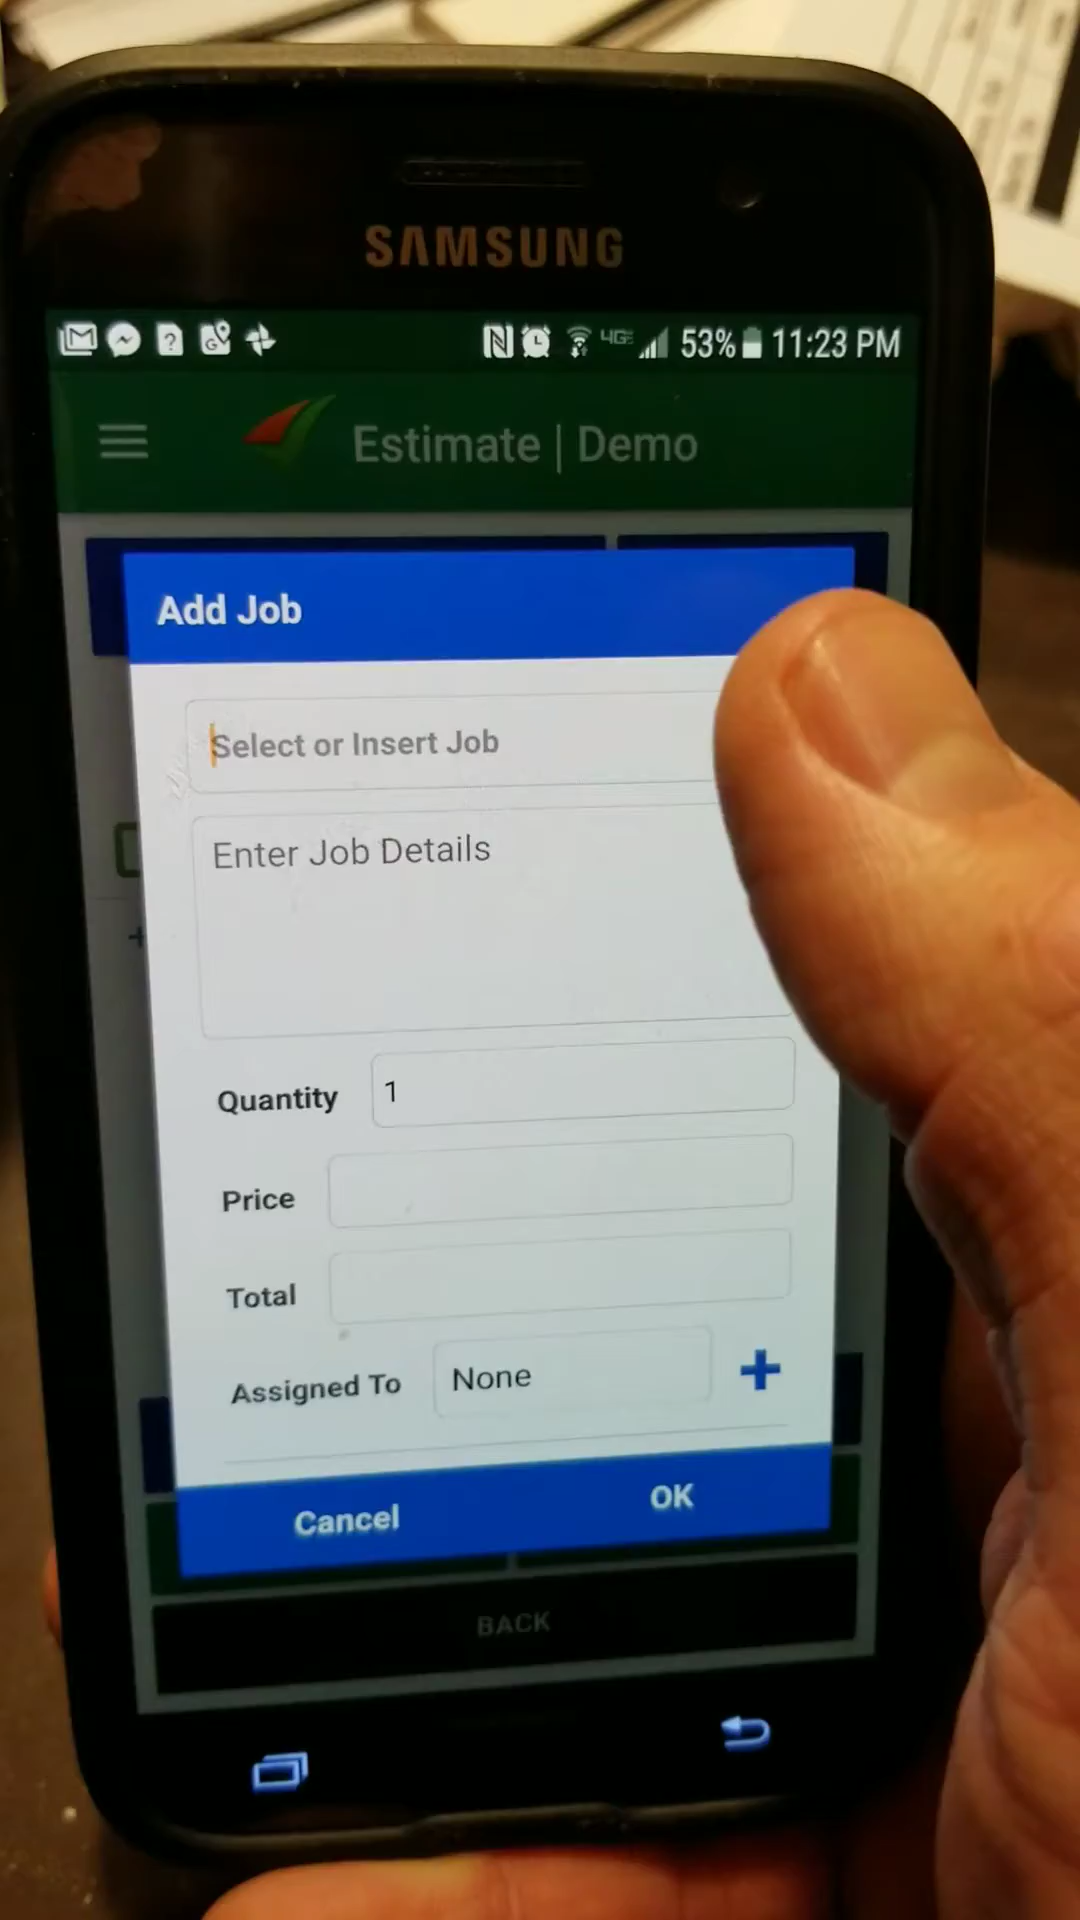 SAMSUNG
4GE 53% 11:23 PM
Estimate | Demo
Add Job
Select or Insert Job
Enter Job Details
Quantity 1
Price
Total
Assigned To None +
Cancel OK
BACK